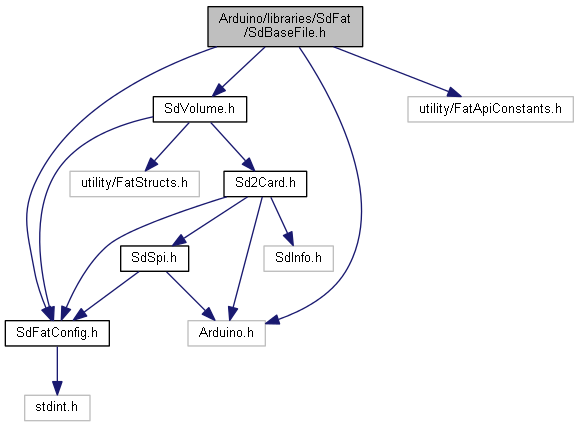 Arduino/libraries/SdFat
/SdBaseFile.h
SdVolume.h
utility/FatApiConstants.h
utility/FatStructs.h
Sd2Card.h
SdSpi.h
SdInfo.h
SdFatConfig.h
Arduino.h
stdint.h